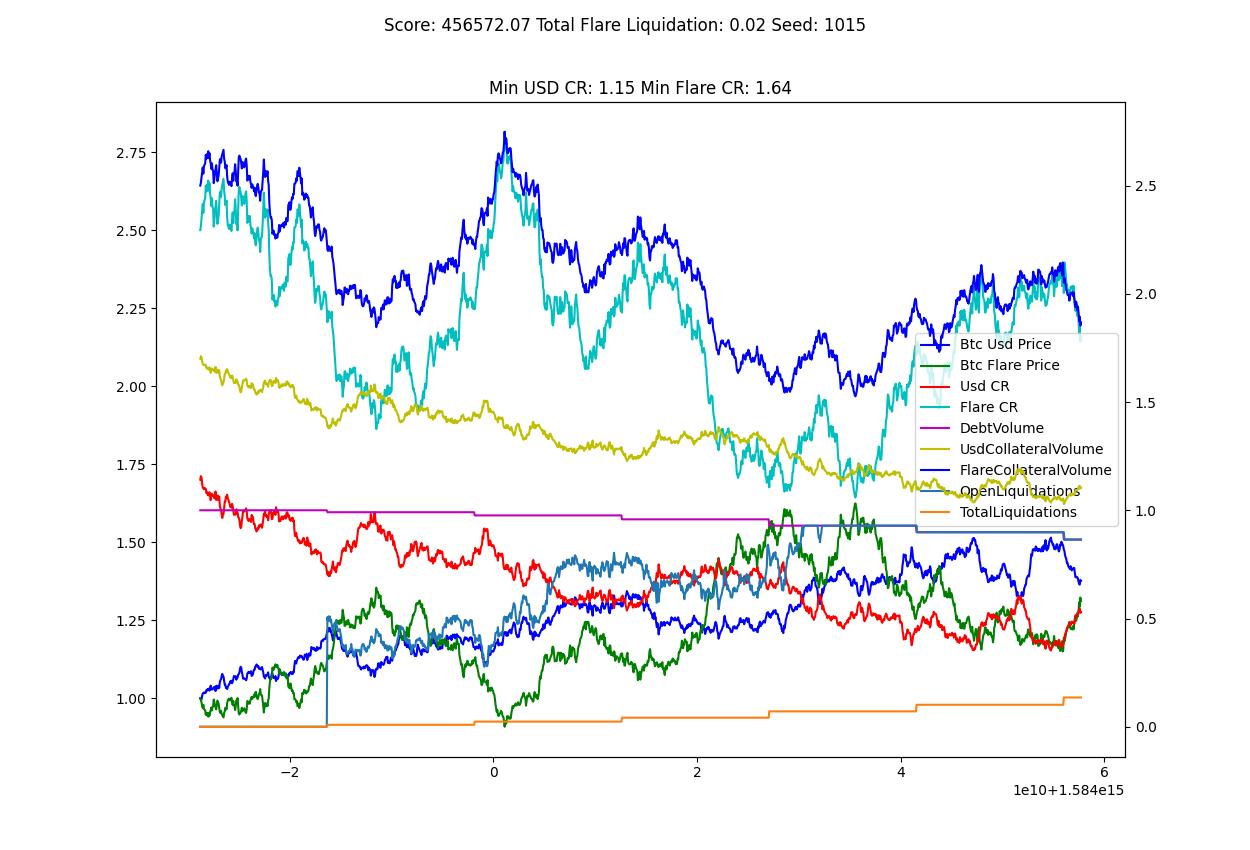 Score: 456572.07 Total Flare Liquidation: 0.02 Seed: 1015
Min USD CR: 1.15 Min Flare CR: 1.64
2.75
2.50
2.25
2.00
1.75
1.50
1.25
1.00
2.5
2.0
1.5
1.0
0.5
0.0
Btc Usd Price
Btc Flare Price
Usd CR
Flare CR
DebtVolume
UsdCollateralVolume
FlareCollateralVolume
OpenLiquidations
TotalLiquidations
−2
0
2
4
6
1e10+1.584e15